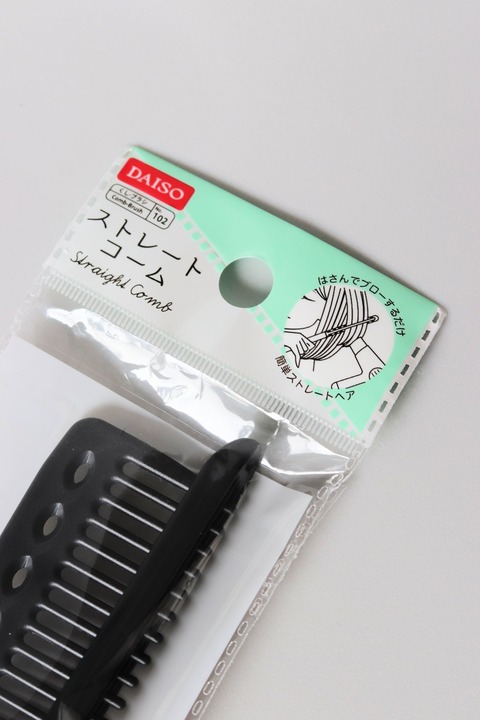 DAISO
くし・ブラシ
Comb・Brush
No.
102
ストレート
コーム
Straight Comb
はさんでブローするだけ
簡単ストレートヘア